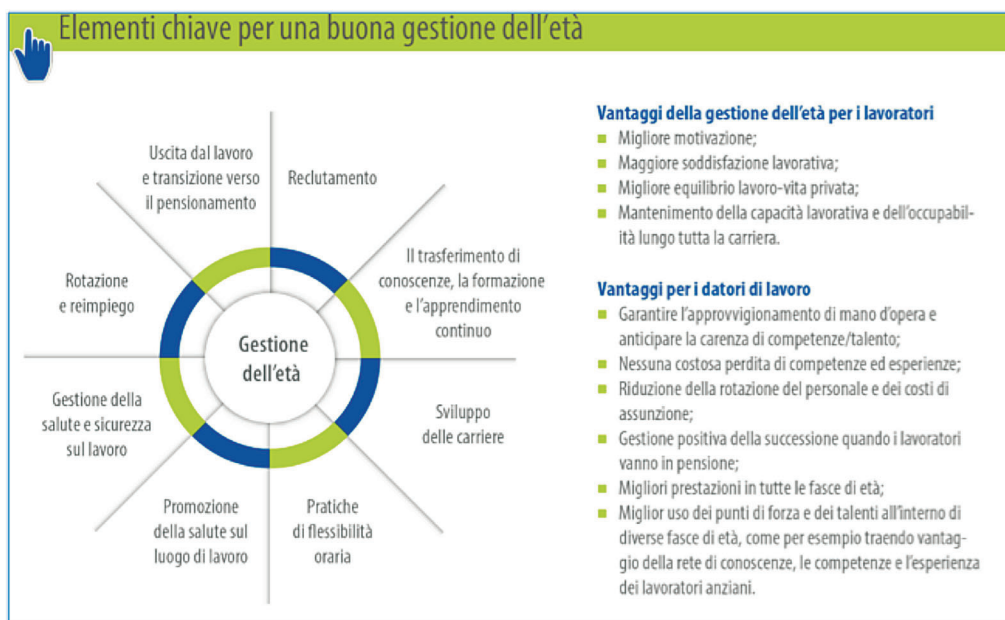 Elementi chiave per una buona gestione dell'età
Uscita dal lavoro
e transizione verso
il pensionamento
Reclutamento
Il trasferimento di
conoscenze, la formazione
e l'apprendimento
continuo
Rotazione
e reimpiego
Gestione
dell'età
Gestione della
salute e sicurezza
sul lavoro
Sviluppo
delle carriere
Promozione
della salute sul
luogo di lavoro
Pratiche
di flessibilità
oraria
Vantaggi della gestione dell'età per i lavoratori
Migliore motivazione;
Maggiore soddisfazione lavorativa;
Migliore equilibrio lavoro-vita privata;
Mantenimento della capacità lavorativa e dell'occupabil-
ità lungo tutta la carriera.
Vantaggi per i datori di lavoro
Garantire l'approvvigionamento di mano d'opera e
anticipare la carenza di competenze/talento;
Nessuna costosa perdita di competenze ed esperienze;
Riduzione della rotazione del personale e dei costi di
assunzione;
Gestione positiva della successione quando i lavoratori
vanno in pensione;
Migliori prestazioni in tutte le fasce di età;
Miglior uso dei punti di forza e dei talenti all'interno di
diverse fasce di età, come per esempio traendo vantag-
gio della rete di conoscenze, le competenze e l'esperienza
dei lavoratori anziani.